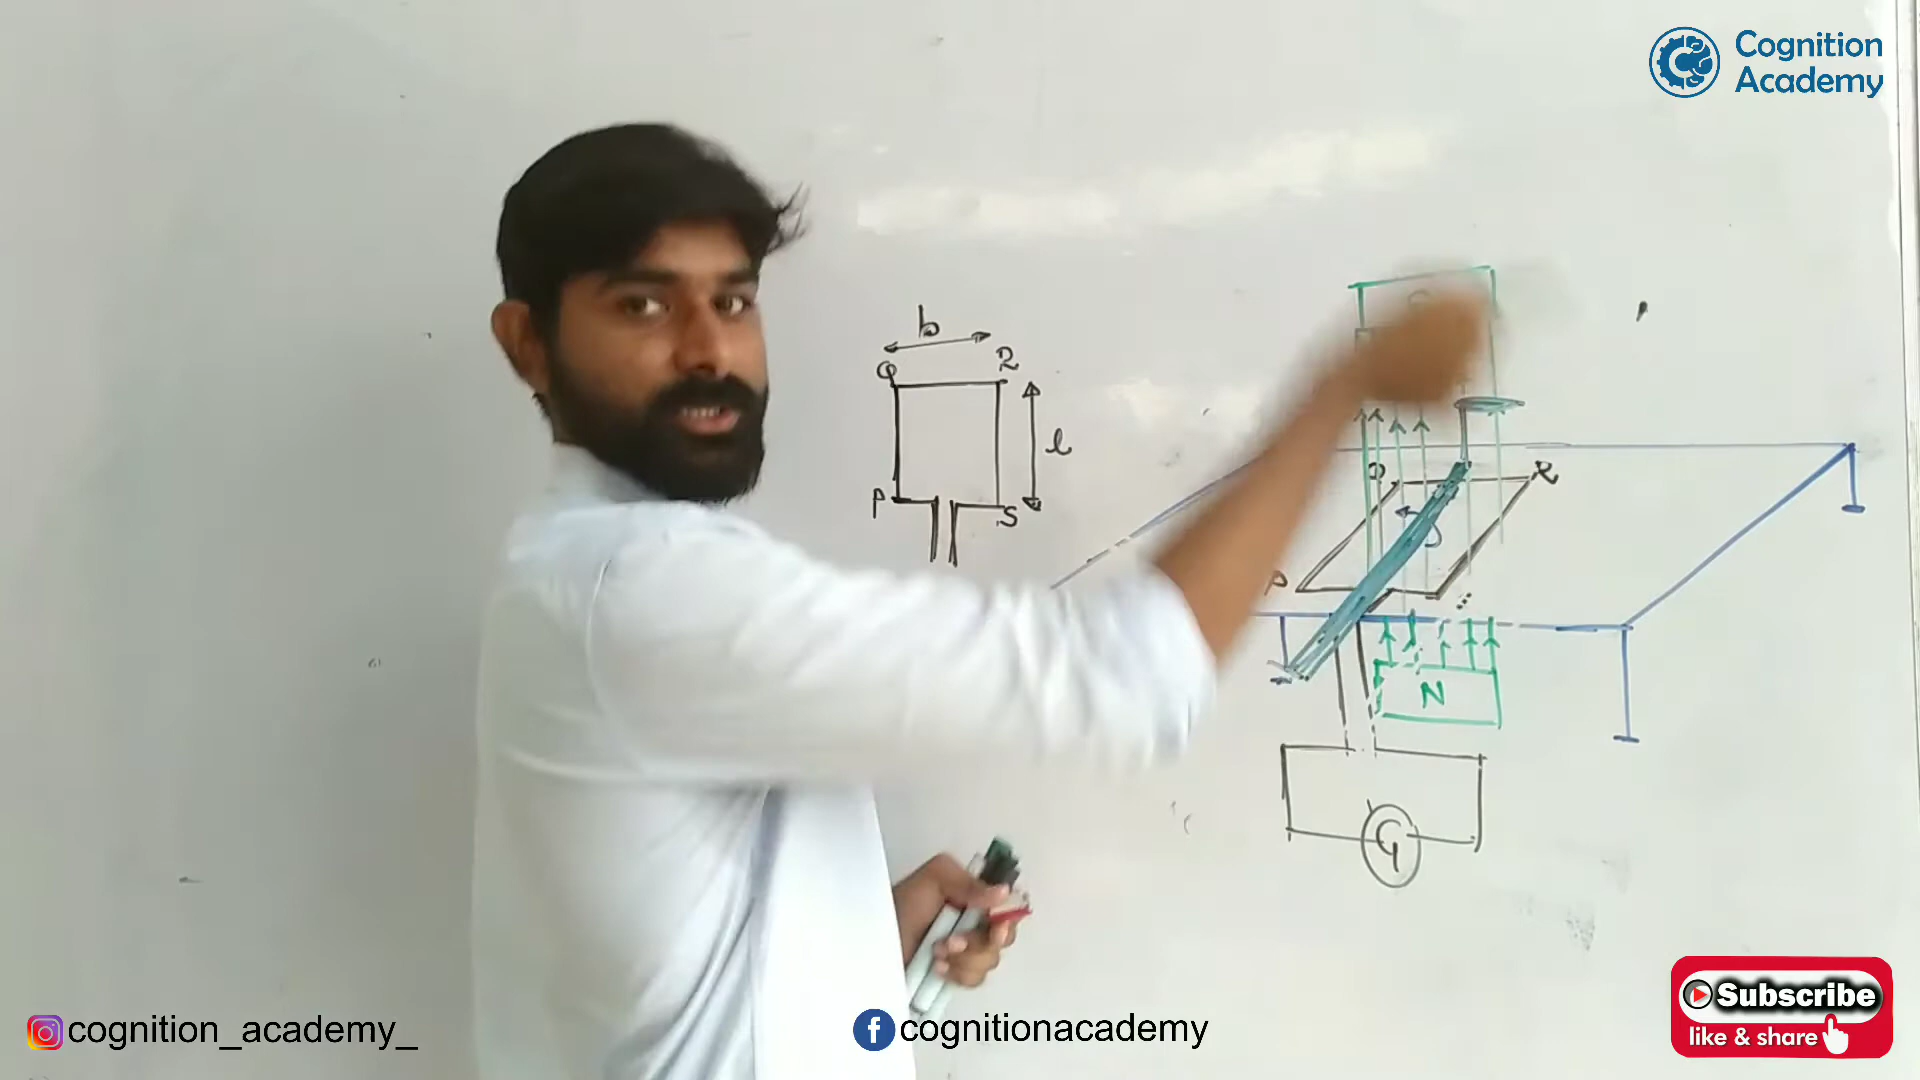 Cognition
Academy
b
Q
R
l
P
S
R
P
N
G
cognition_academy_
cognitionacademy
Subscribe
like & share